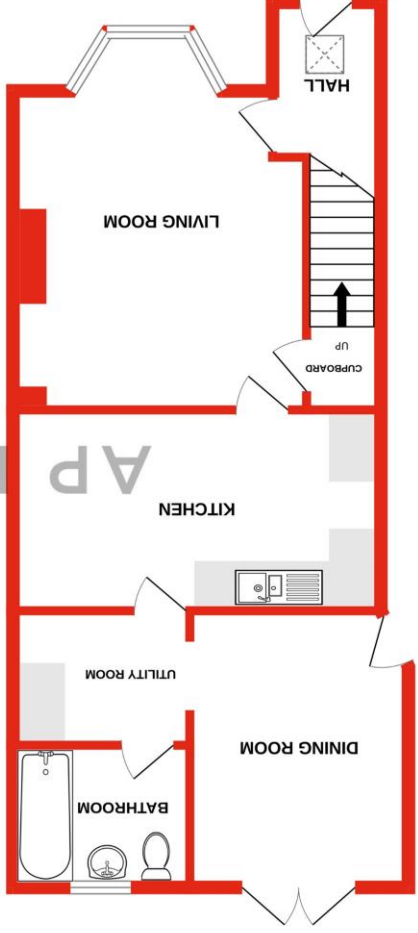 BATHROOM
DINING ROOM
UTILITY ROOM
KITCHEN
AP
CUPBOARD
UP
LIVING ROOM
HALL